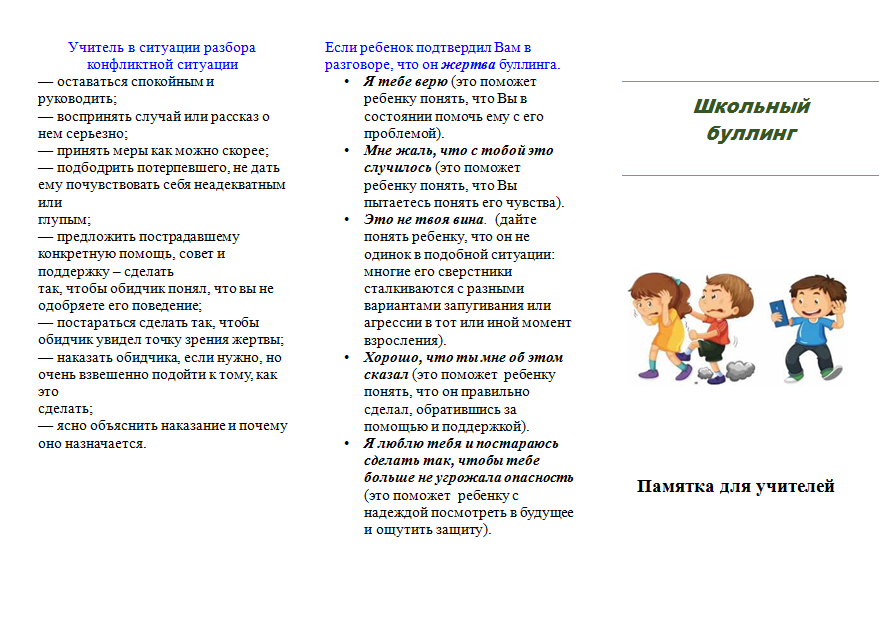 Учитель в ситуации разбора
конфликтной ситуации
— оставаться спокойным и
руководить;
— воспринять случай или рассказ о
нем серьезно;
— принять меры как можно скорее;
— подбодрить потерпевшего, не дать
ему почувствовать себя неадекватным
или
глупым;
— предложить пострадавшему
конкретную помощь, совет и
поддержку – сделать
так, чтобы обидчик понял, что вы не
одобряете его поведение;
— постараться сделать так, чтобы
обидчик увидел точку зрения жертвы;
— наказать обидчика, если нужно, но
очень взвешенно подойти к тому, как
это
сделать;
— ясно объяснить наказание и почему
оно назначается.
Если ребенок подтвердил Вам в
разговоре, что он жертва буллинга.
• Я тебе верю (это поможет
ребенку понять, что Вы в
состоянии помочь ему с его
проблемой).
• Мне жаль, что с тобой это
случилось (это поможет
ребенку понять, что Вы
пытаетесь понять его чувства).
• Это не твоя вина. (дайте
понять ребенку, что он не
одинок в подобной ситуации:
многие его сверстники
сталкиваются с разными
вариантами запугивания или
агрессии в тот или иной момент
взросления).
• Хорошо, что ты мне об этом
сказал (это поможет ребенку
понять, что он правильно
сделал, обратившись за
помощью и поддержкой).
• Я люблю тебя и постараюсь
сделать так, чтобы тебе
больше не угрожала опасность
(это поможет ребенку с
надеждой посмотреть в будущее
и ощутить защиту).
Школьный
буллинг
Памятка для учителей